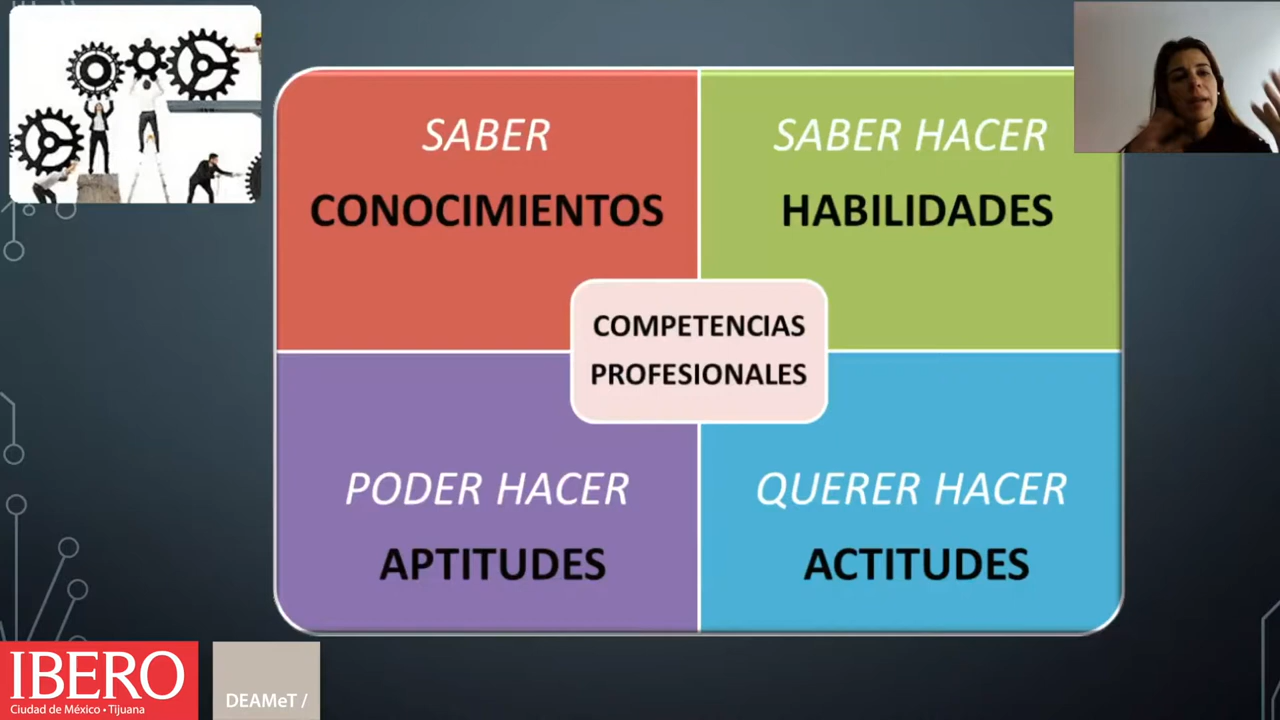 SABER
CONOCIMIENTOS
SABER HACER
HABILIDADES
COMPETENCIAS
PROFESIONALES
PODER HACER
APTITUDES
QUERER HACER
ACTITUDES
IBERO
Ciudad de México • Tijuana
DEAMeT /